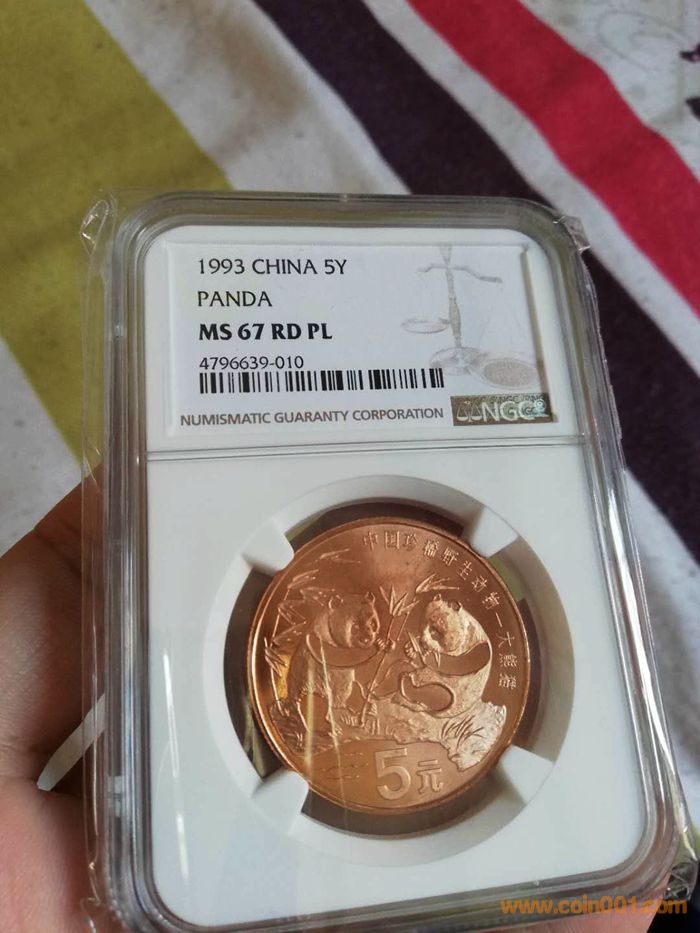 1993 CHINA 5Y
PANDA
MS 67 RD PL
4796639-010
NUMISMATIC GUARANTY CORPORATION
NGC
中国珍稀野生动物—大熊猫
5元
www.coin001.com